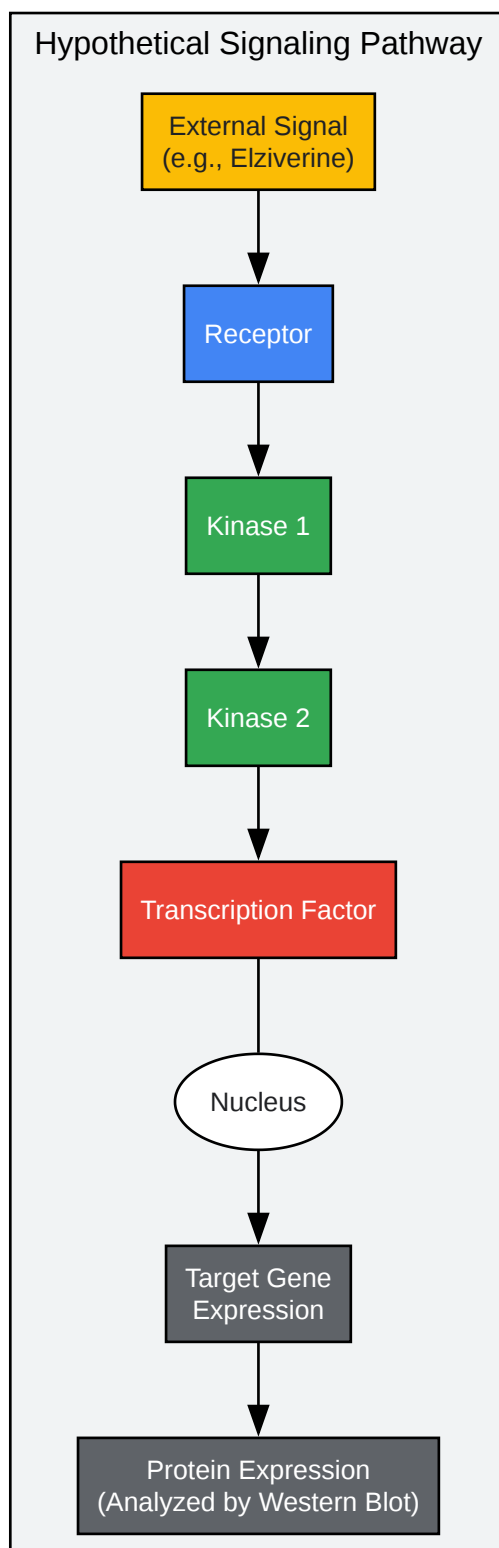 Hypothetical Signaling Pathway
External Signal
(e.g., Elziverine)
Receptor
Kinase 1
Kinase 2
Transcription Factor
Nucleus
Target Gene
Expression
Protein Expression
(Analyzed by Western Blot)